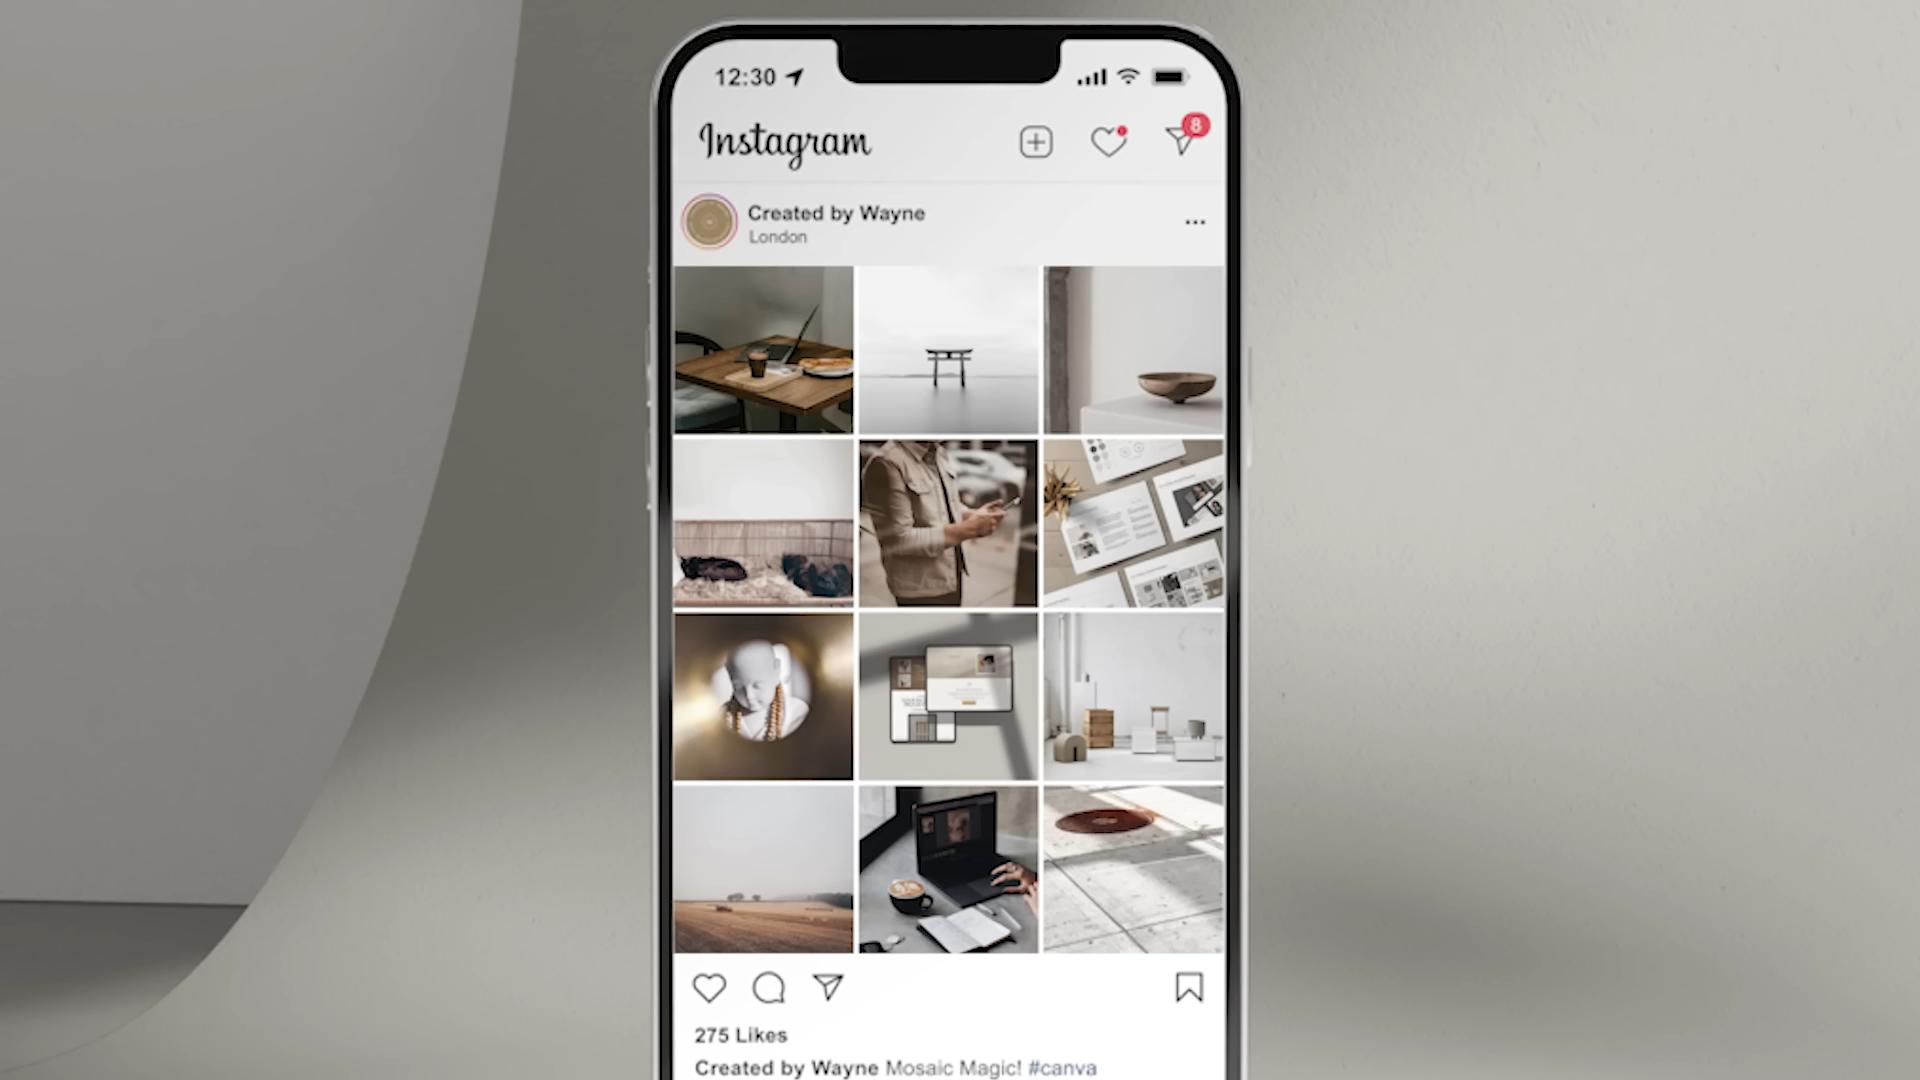 12:30
Instagram
8
Created by Wayne
London
275 Likes
Created by Wayne Mosaic Magic! #canva